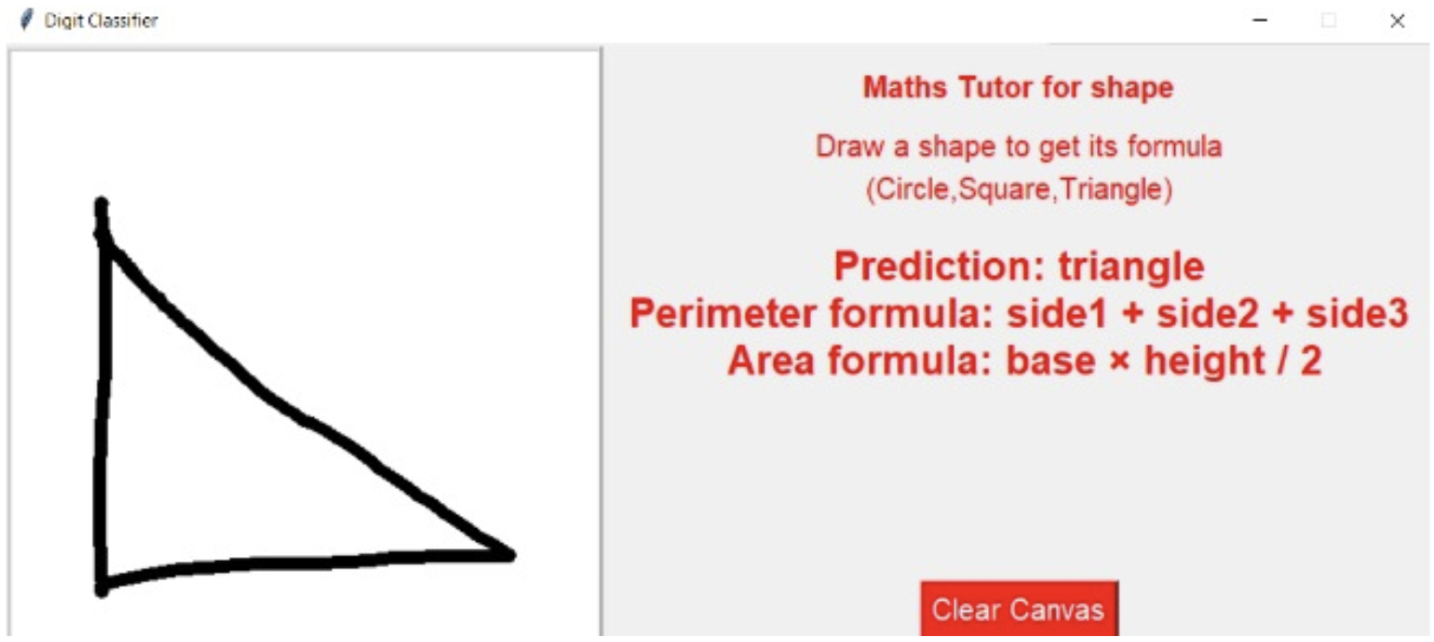 Digit Classifier
Maths Tutor for shape
Draw a shape to get its formula
(Circle,Square,Triangle)
Prediction: triangle
Perimeter formula: side1 + side2 + side3
Area formula: base × height / 2
Clear Canvas